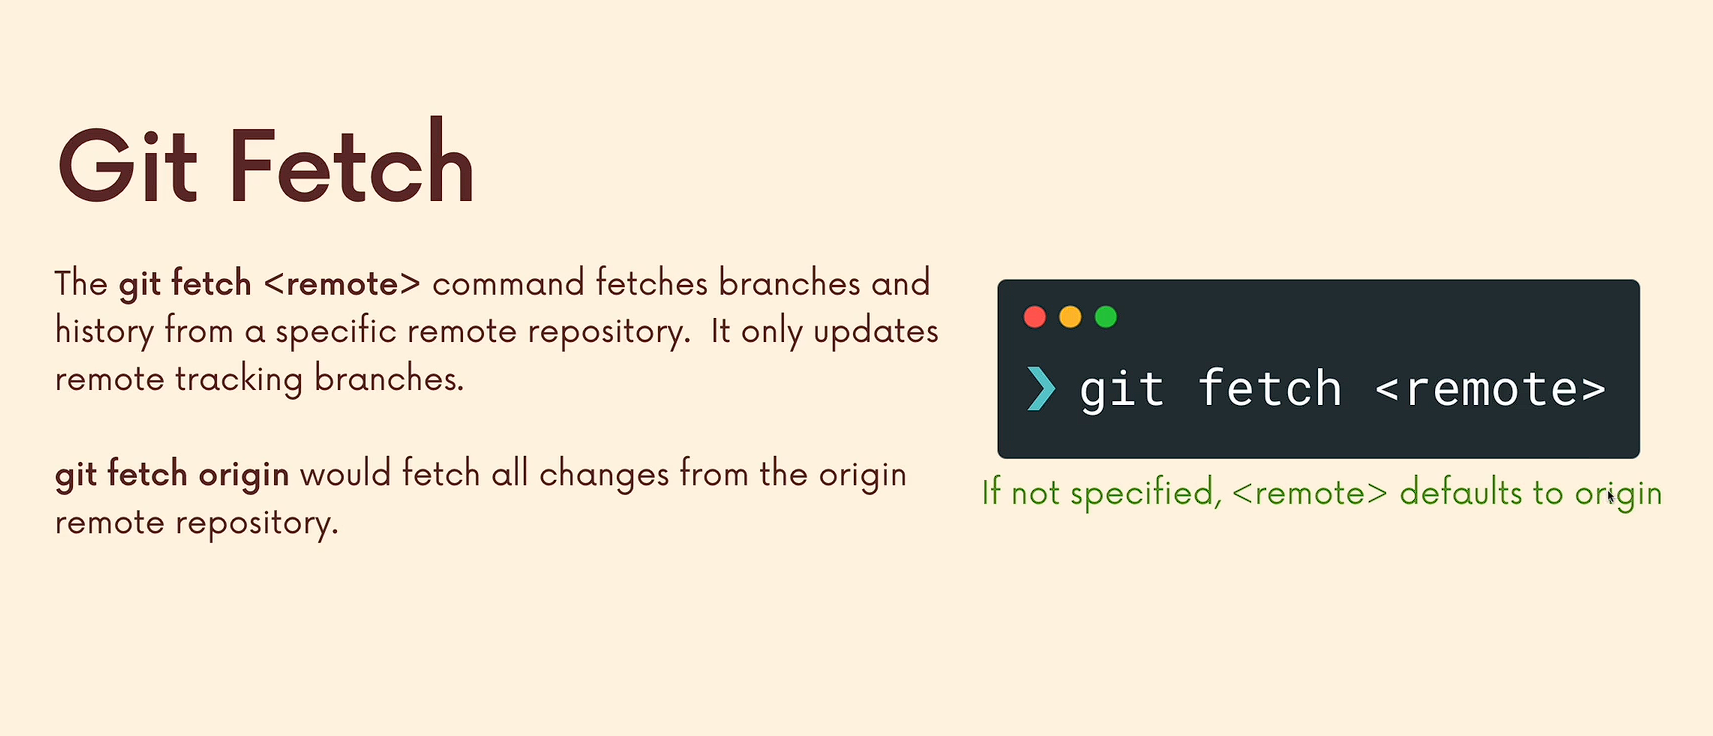 Git Fetch
The git fetch <remote> command fetches branches and
history from a specific remote repository.  It only updates
remote tracking branches.
git fetch origin would fetch all changes from the origin
remote repository.
❯ git fetch <remote>
If not specified, <remote> defaults to origin